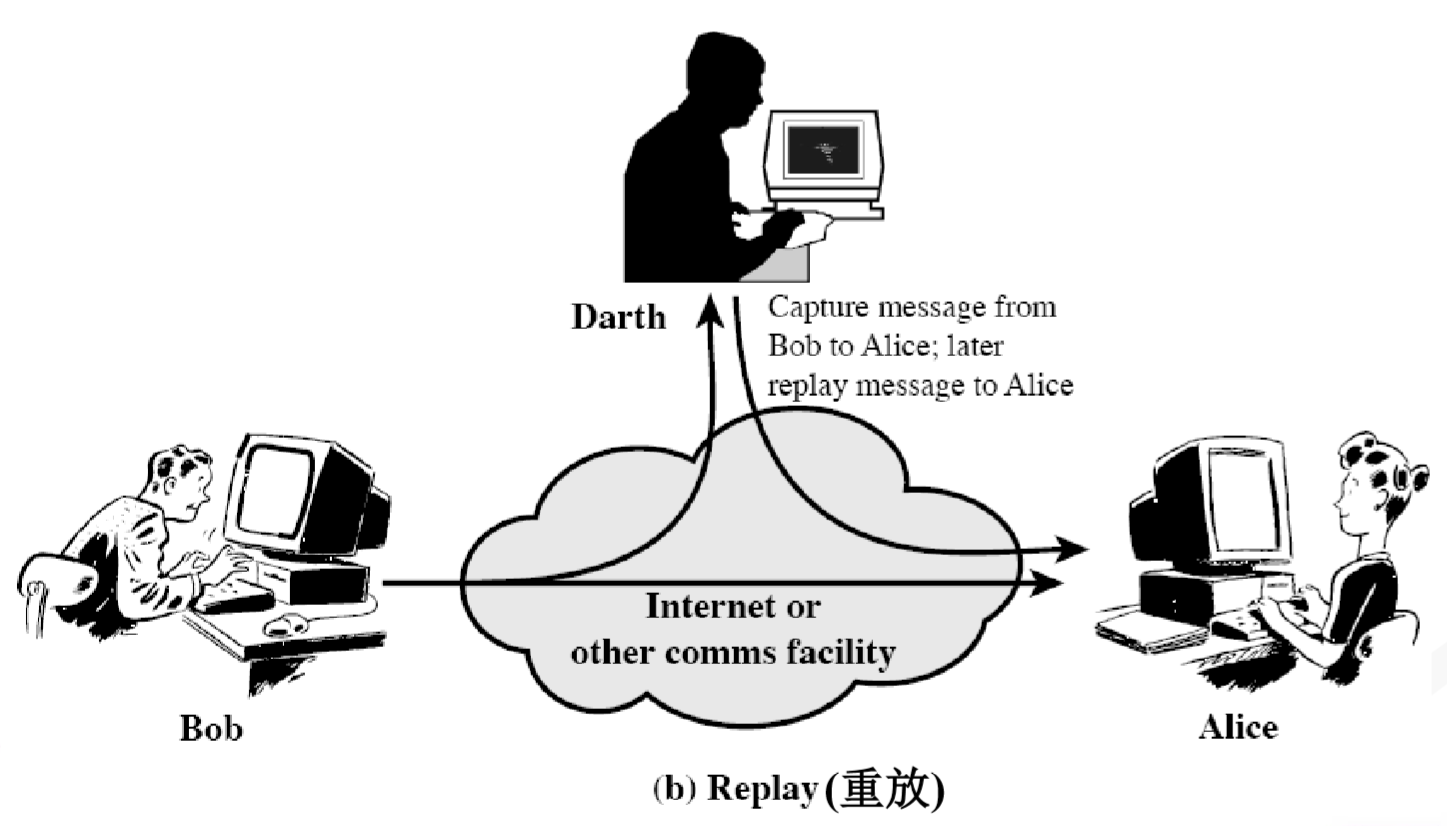 Darth
Capture message from
Bob to Alice; later
replay message to Alice
Internet or
other comms facility
Bob
Alice
(b) Replay(重放)